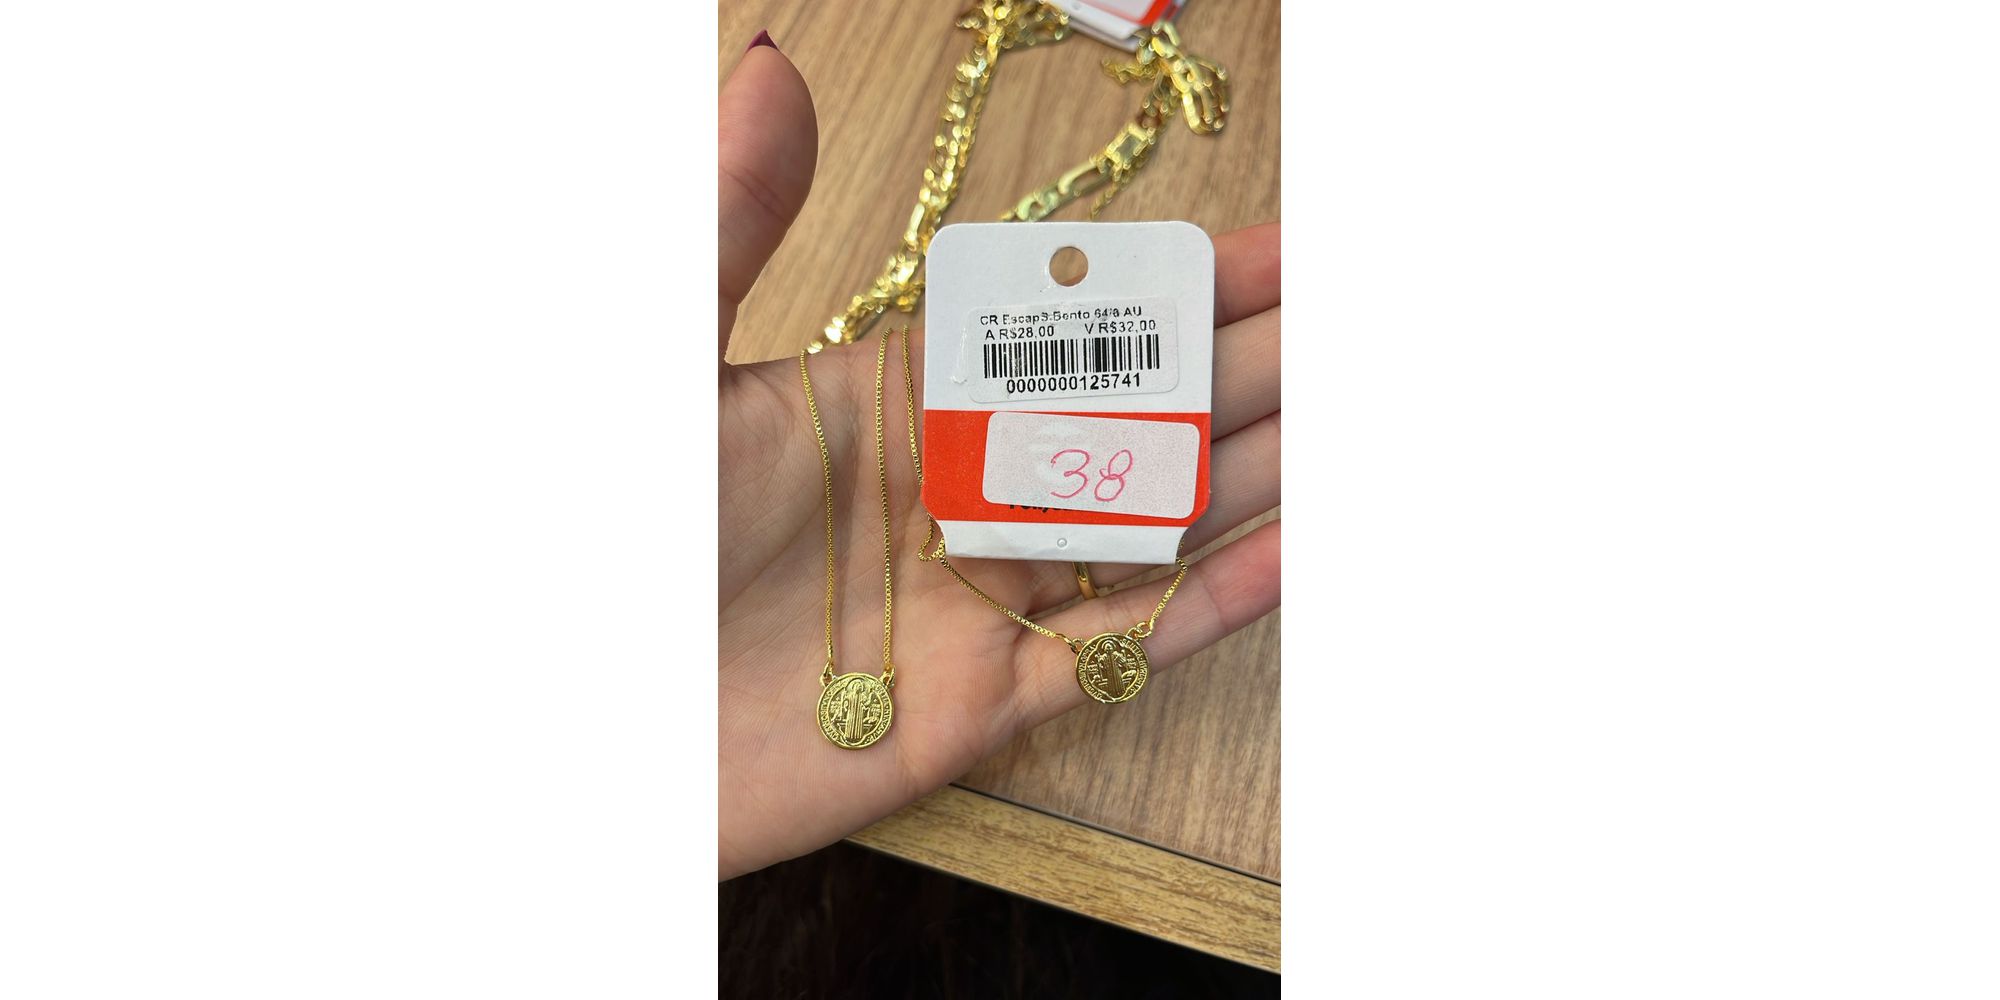 CR EscapS.Bento 64/6 AU
A R$28,00 V R$32,00
0000000125741
38